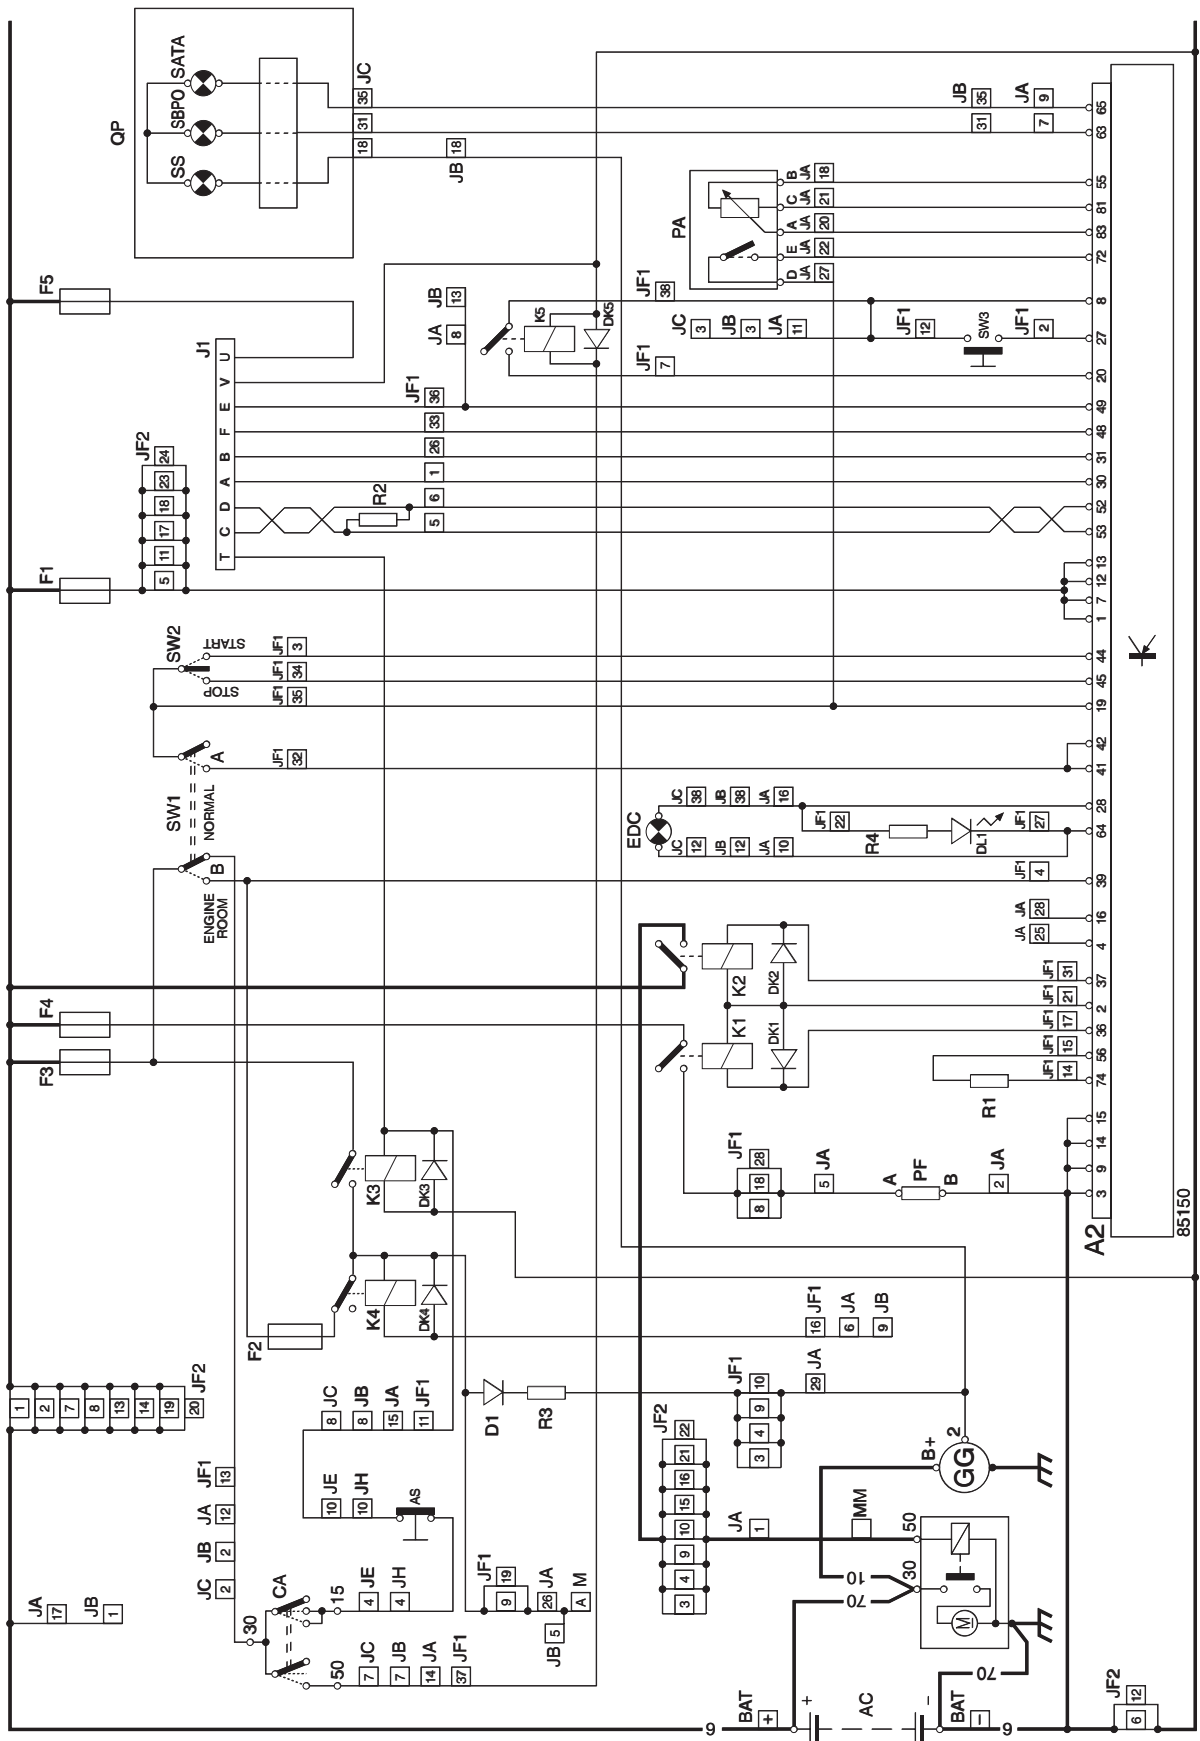 QP
SS SBPO SATA
JC
18 31 35
JB
18
JB
31 35
JA
7 9
F5
J1
T C D A B F E V U
JF2
5 11 17 18 23 24
F1
JF1
5 6 1 26 33 36
R2
JA
8
JB
13
K5
DK5
JF1
7
JF1
38
PA
D E A C B
JA
27
JA
22
JA
20
JA
21
JA
18
JC
3
JB
3
JA
11
JF1
12
SW3
JF1
2
SW2
STOP START
JF1
35
JF1
34
JF1
3
SW1
A
NORMAL
B
ENGINE
ROOM
JF1
32
EDC
JC
12
JB
12
JA
10
JC
38
JB
38
JA
16
JF1
22
R4
DL1
JF1
27
JF1
4
JA
28
JA
25
F3
F4
K1
K2
DK1
DK2
JF1
14
JF1
15
JF1
17
JF1
21
JF1
31
R1
K3
DK3
K4
DK4
F2
JF1
8 18 28
JA
5
A
PF
B
JA
2
A2
3 9 14 15 74 56 36 2 37 4 16 39 64 28 41 42 19 45 44 1 7 12 13 53 52 30 31 48 49 20 27 8 72 83 81 55 63 65
85150
1 2 7 8 13 14 19 20
JF2
JC
2
JB
2
JA
12
JF1
13
JA
17
JB
1
30
CA
50
15
JC
7
JB
7
JA
14
JF1
37
JE
4
JH
4
JE
10
JH
10
AS
JC
8
JB
8
JA
15
JF1
11
D1
R3
JF1
9 19
JA
26
JB
5
M
A
JF1
16
JA
6
JB
9
JF1
3 4 9 10
JA
29
JF2
3 4 9 10 15 16 21 22
JA
1
MM
B+
2
GG
50
30
10
70
M
70
BAT
+
+
AC
-
BAT
-
9
9
JF2
6 12